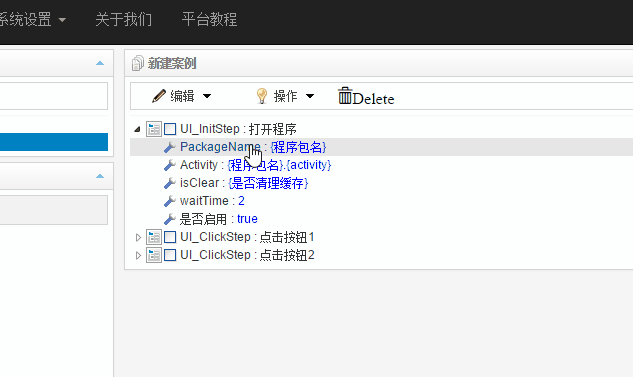 系统设置 关于我们 平台教程
新建案例
编辑 操作 Delete
UI_InitStep : 打开程序
PackageName : {程序包名}
Activity : {程序包名}.{activity}
isClear : {是否清理缓存}
waitTime : 2
是否启用 : true
UI_ClickStep : 点击按钮1
UI_ClickStep : 点击按钮2